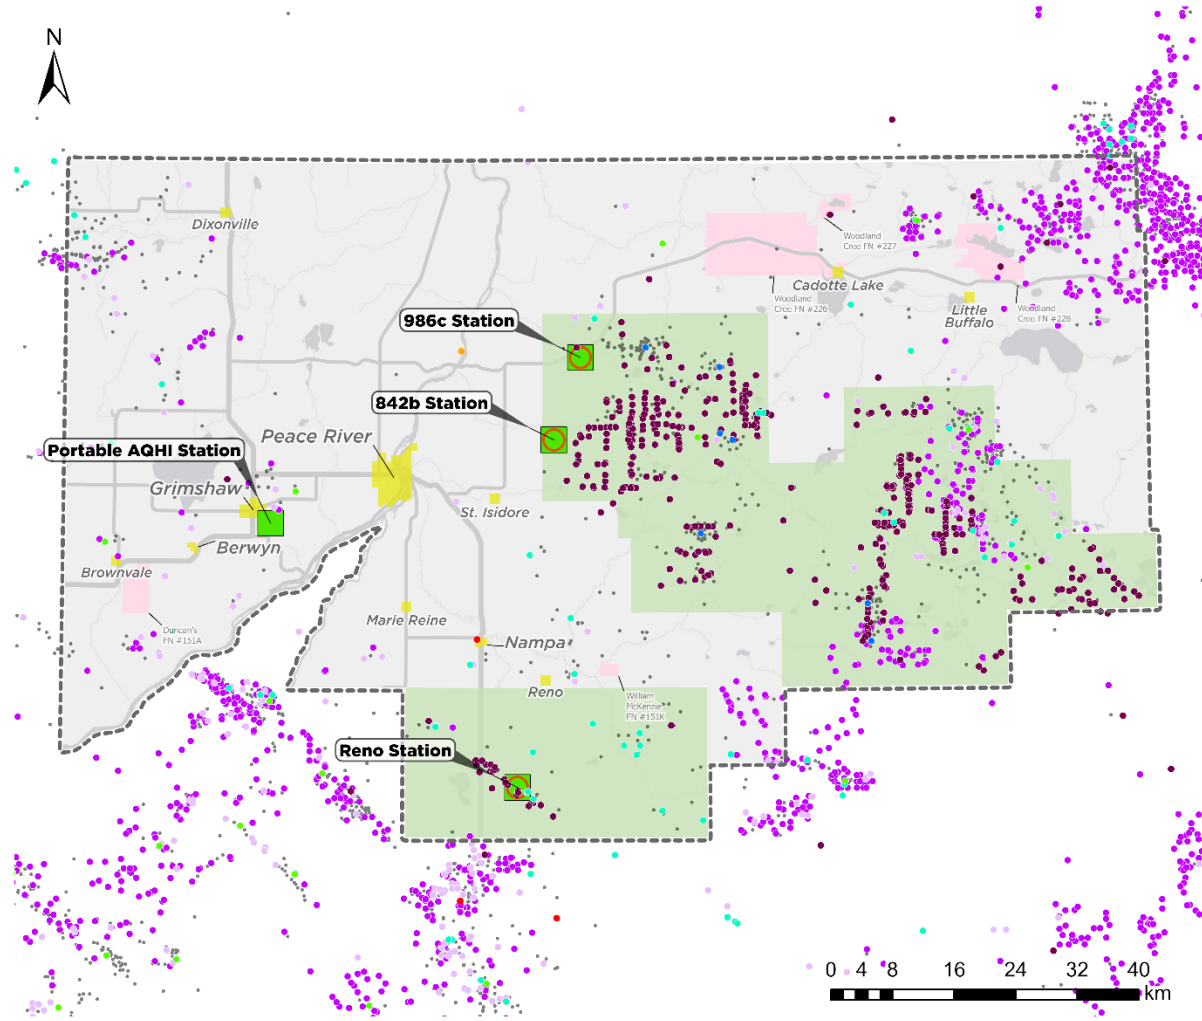 N
Dixonville
Woodland
Cree FN #227
Cadotte Lake
Woodland
Cree FN #226
Little
Buffalo
Woodland
Cree FN #228
986c Station
842b Station
Peace River
Portable AQHI Station
Grimshaw
St. Isidore
Berwyn
Brownvale
Duncan's
FN #151A
Marie Reine
Nampa
Reno
William
McKenzie
FN #151K
Reno Station
0 4 8 16 24 32 40
km